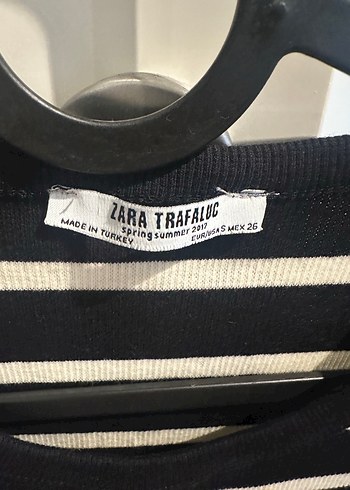 ZARA TRAFALUC
spring summer 2017
MADE IN TURKEY EUR/USA S MEX 26